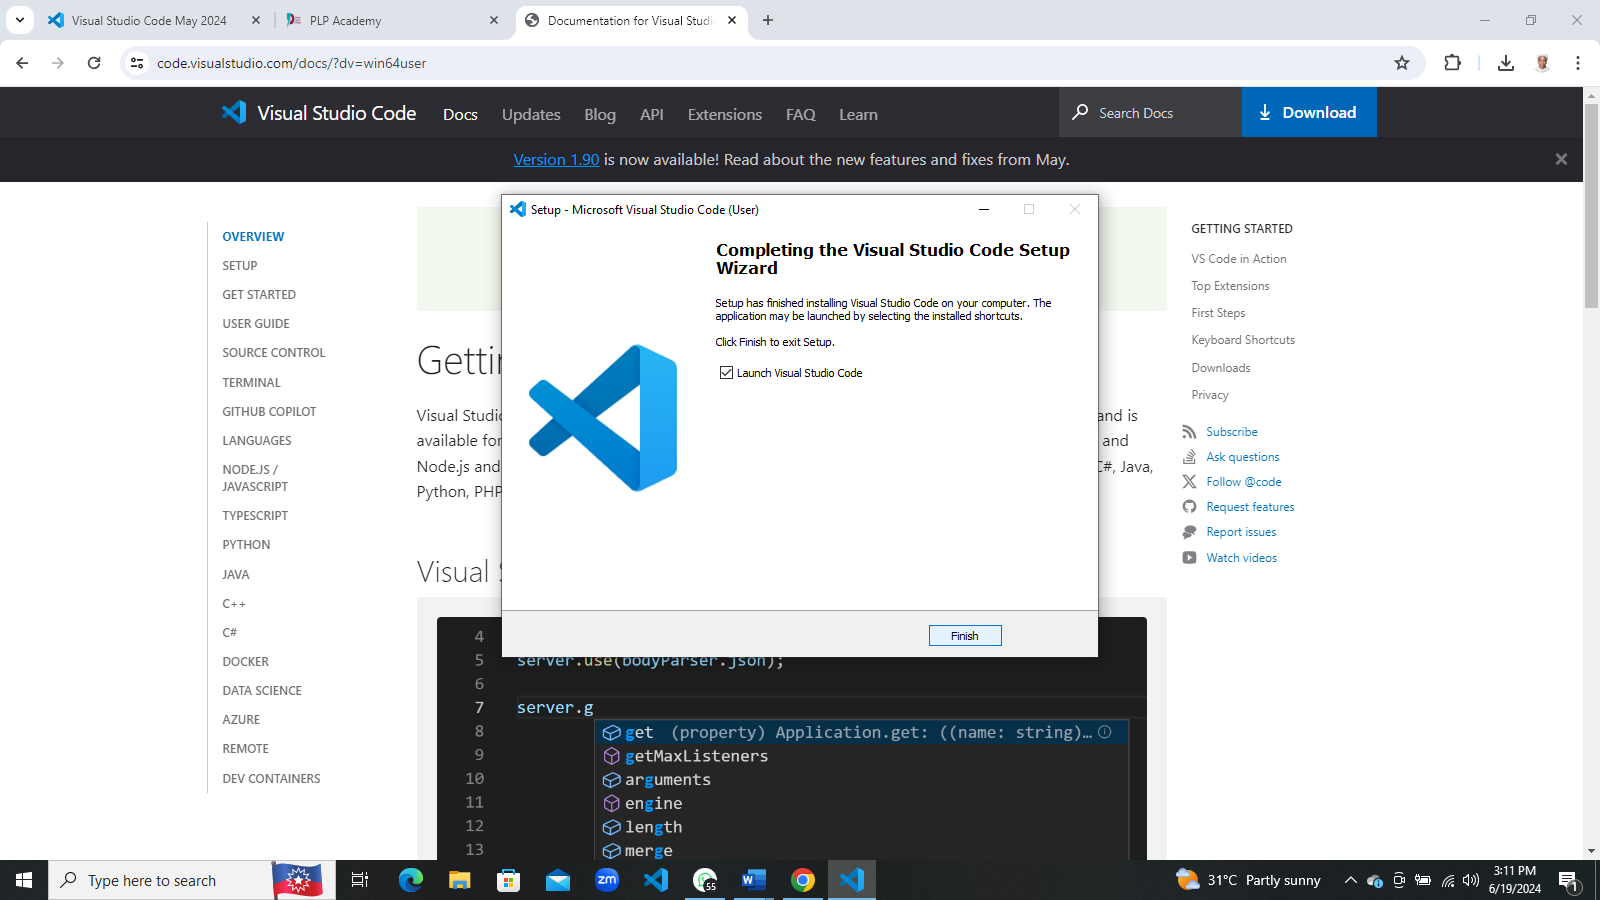 Visual Studio Code May 2024
PLP Academy
Documentation for Visual Studi
code.visualstudio.com/docs/?dv=win64user
Visual Studio Code
Docs
Updates
Blog
API
Extensions
FAQ
Learn
Search Docs
Download
Version 1.90 is now available! Read about the new features and fixes from May.
OVERVIEW
SETUP
GET STARTED
USER GUIDE
SOURCE CONTROL
TERMINAL
GITHUB COPILOT
LANGUAGES
NODE.JS /
JAVASCRIPT
TYPESCRIPT
PYTHON
JAVA
C++
C#
DOCKER
DATA SCIENCE
AZURE
REMOTE
DEV CONTAINERS
Setup - Microsoft Visual Studio Code (User)
Completing the Visual Studio Code Setup
Wizard
Setup has finished installing Visual Studio Code on your computer. The
application may be launched by selecting the installed shortcuts.
Click Finish to exit Setup.
Launch Visual Studio Code
Finish
Gettin
Visual Studio and is
available for and
Node.js and C#, Java,
Python, PHP
Visual S
4
5 server.use(bodyParser.json);
6
7 server.g
8 get (property) Application.get: ((name: string)…
9 getMaxListeners
10 arguments
11 engine
12 length
13 merge
GETTING STARTED
VS Code in Action
Top Extensions
First Steps
Keyboard Shortcuts
Downloads
Privacy
Subscribe
Ask questions
Follow @code
Request features
Report issues
Watch videos
Type here to search
zm
55
31°C Partly sunny
3:11 PM
6/19/2024
1